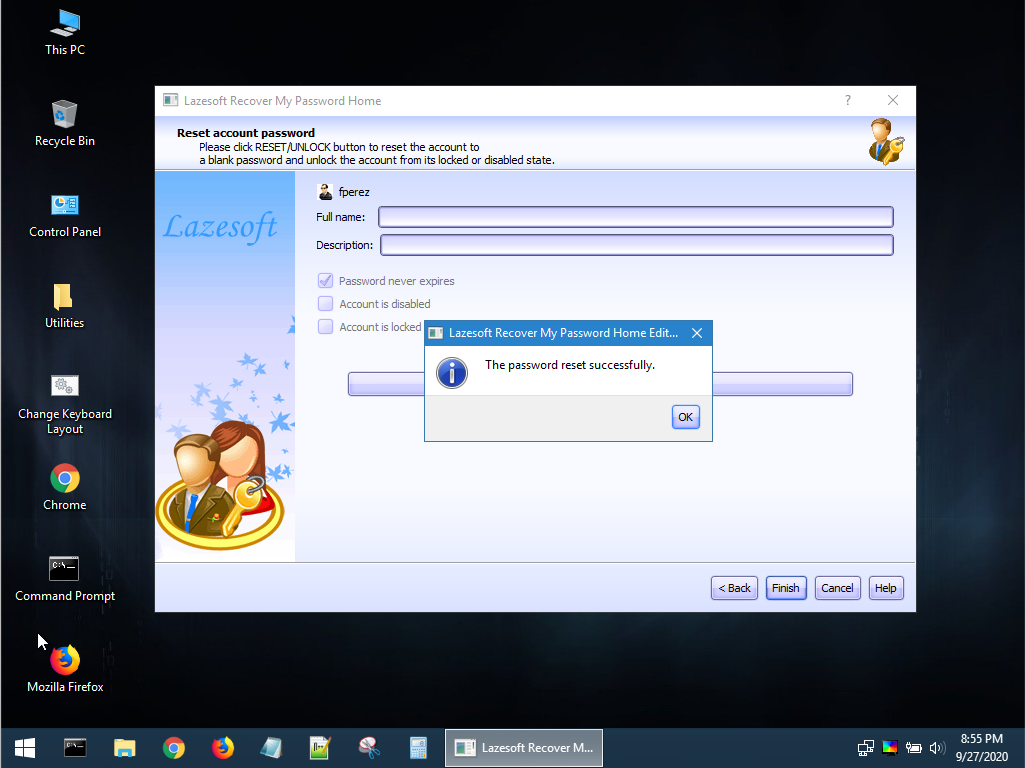 This PC
Recycle Bin
Control Panel
Utilities
Change Keyboard
Layout
Chrome
Command Prompt
Mozilla Firefox
Lazesoft Recover My Password Home
?
Reset account password
Please click RESET/UNLOCK button to reset the account to
a blank password and unlock the account from its locked or disabled state.
Lazesoft
fperez
Full name:
Description:
Password never expires
Account is disabled
Account is locked
Lazesoft Recover My Password Home Edit...
The password reset successfully.
OK
< Back
Finish
Cancel
Help
Lazesoft Recover M...
8:55 PM
9/27/2020